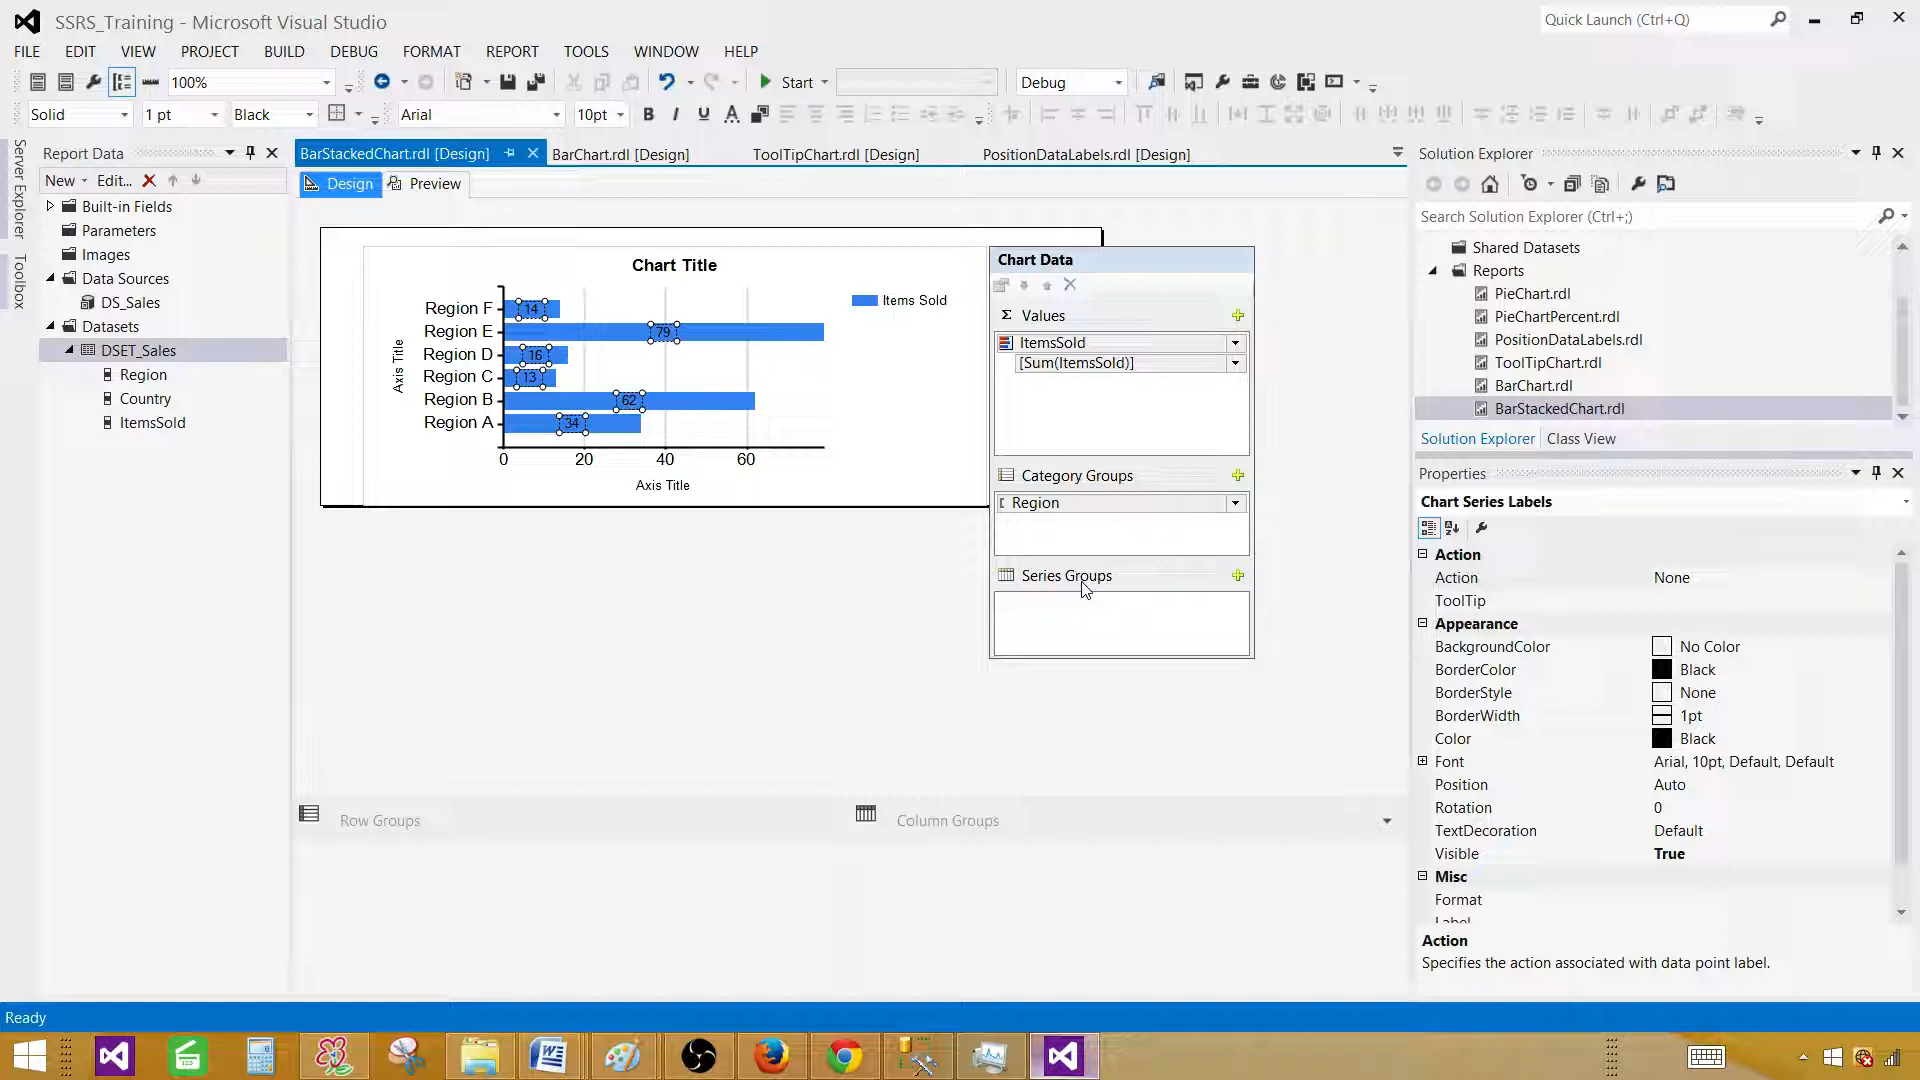 SSRS_Training - Microsoft Visual Studio
Quick Launch (Ctrl+Q)
FILE EDIT VIEW PROJECT BUILD DEBUG FORMAT REPORT TOOLS WINDOW HELP
100%
Start
Debug
Solid
1 pt
Black
Arial
10pt
B I U A
Server Explorer
Toolbox
Report Data
New Edit...
Built-in Fields
Parameters
Images
Data Sources
DS_Sales
Datasets
DSET_Sales
Region
Country
ItemsSold
BarStackedChart.rdl [Design]
BarChart.rdl [Design]
ToolTipChart.rdl [Design]
PositionDataLabels.rdl [Design]
Design
Preview
Chart Title
Items Sold
Axis Title
Region F 14
Region E 79
Region D 16
Region C 13
Region B 62
Region A 34
0 20 40 60
Axis Title
Chart Data
Σ Values
ItemsSold
[Sum(ItemsSold)]
Category Groups
Region
Series Groups
Row Groups
Column Groups
Solution Explorer
Search Solution Explorer (Ctrl+;)
Shared Datasets
Reports
PieChart.rdl
PieChartPercent.rdl
PositionDataLabels.rdl
ToolTipChart.rdl
BarChart.rdl
BarStackedChart.rdl
Solution Explorer
Class View
Properties
Chart Series Labels
Action
Action None
ToolTip
Appearance
BackgroundColor No Color
BorderColor Black
BorderStyle None
BorderWidth 1pt
Color Black
Font Arial, 10pt, Default, Default
Position Auto
Rotation 0
TextDecoration Default
Visible True
Misc
Format
Label
Action
Specifies the action associated with data point label.
Ready